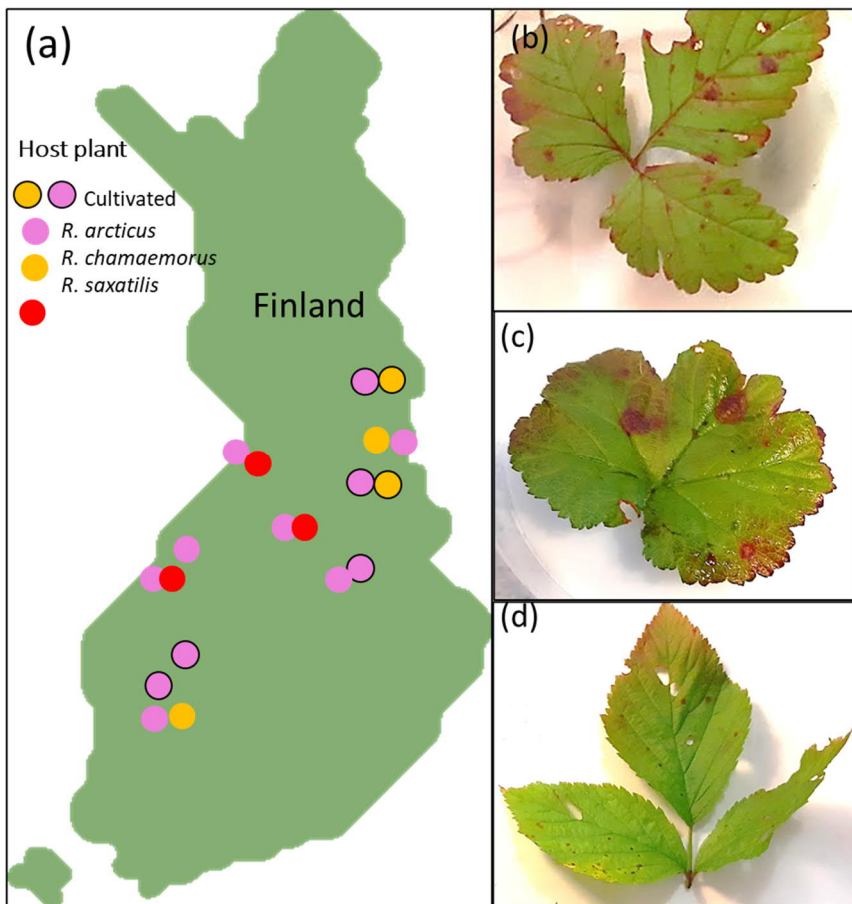 (a)
Host plant
Cultivated
R. arcticus
R. chamaemorus
R. saxatilis
Finland
(b)
(c)
(d)